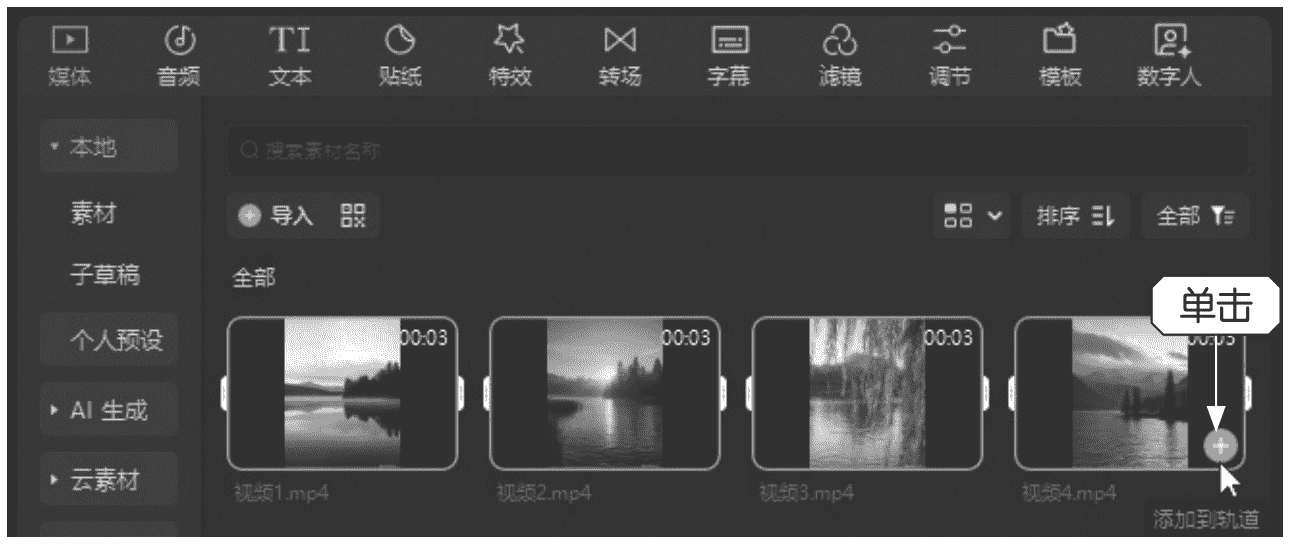 媒体 音频 文本 贴纸 特效 转场 字幕 滤镜 调节 模板 数字人
本地
搜索素材名称
素材
导入
排序
全部
子草稿
全部
单击
个人预设
00:03
00:03
00:03
00:03
AI 生成
云素材
视频1.mp4
视频2.mp4
视频3.mp4
视频4.mp4
添加到轨道